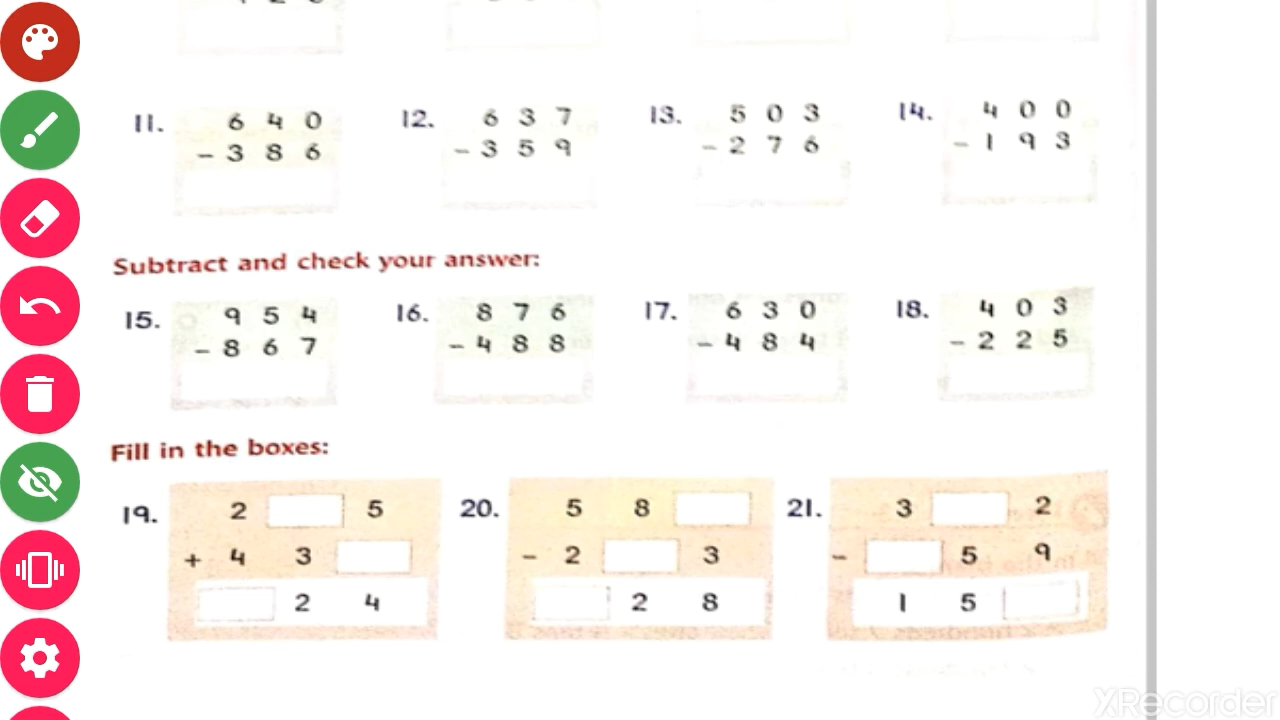 11. 6 4 0 12. 6 3 7 13. 5 0 3 14. 4 0 0
- 3 8 6 - 3 5 9 - 2 7 6 - 1 9 3
Subtract and check your answer:
15. 9 5 4 16. 8 7 6 17. 6 3 0 18. 4 0 3
- 8 6 7 - 4 8 8 - 4 8 4 - 2 2 5
Fill in the boxes:
19. 2 5 20. 5 8 21. 3 2
+ 4 3 - 2 3 - 5 9
2 4 2 8 1 5
XRecorder